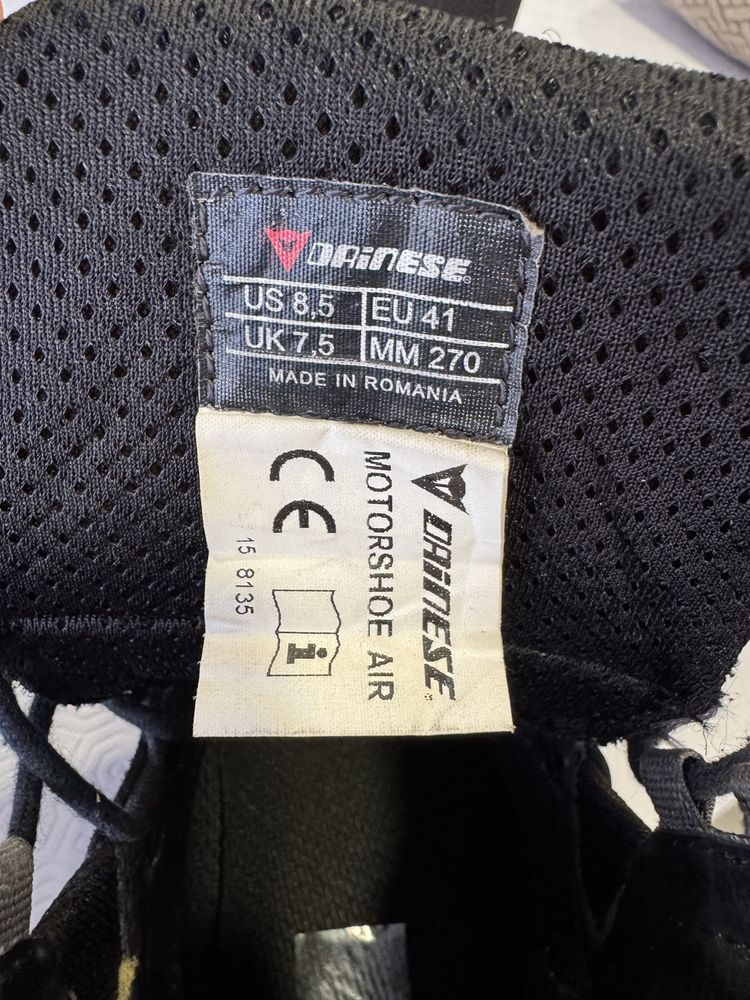 DAINESE
US 8,5 EU 41
UK 7,5 MM 270
MADE IN ROMANIA
DAINESE
MOTORSHOE AIR
CE
i
15 8135